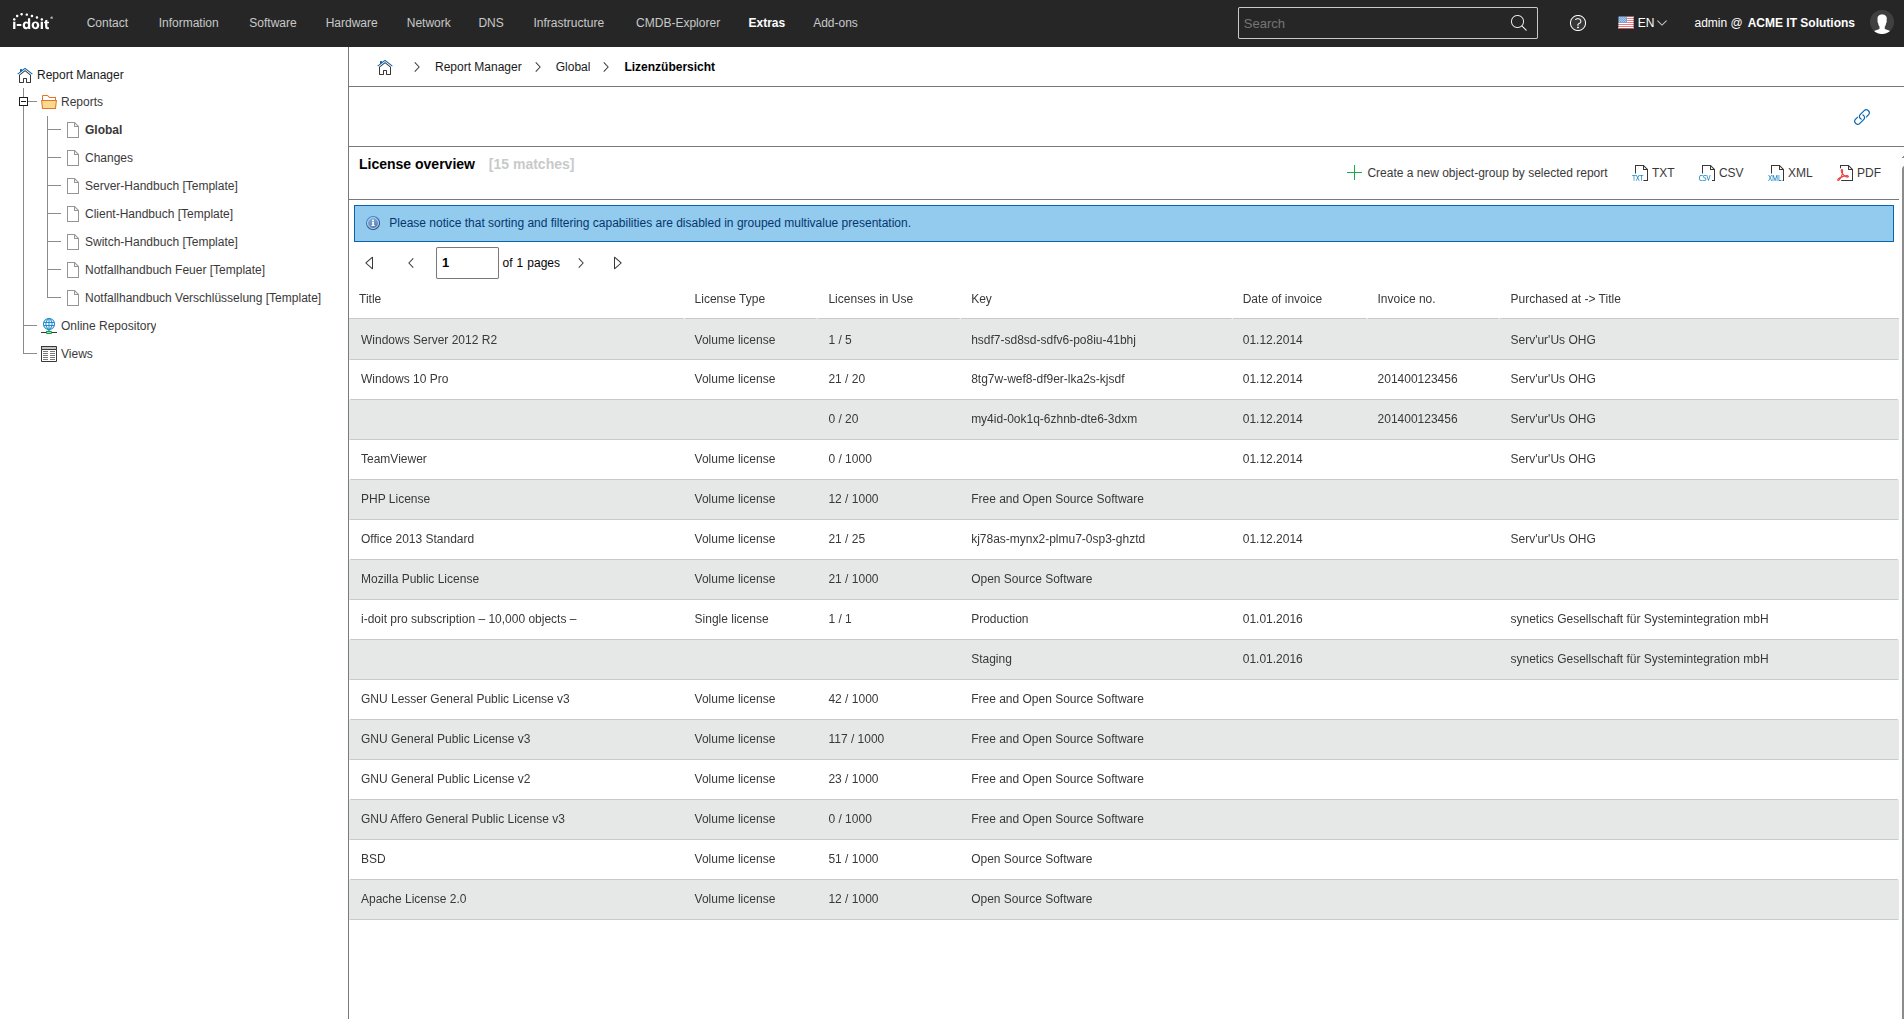 i-doit Contact Information Software Hardware Network DNS Infrastructure CMDB-Explorer Extras Add-ons Search EN admin @ ACME IT Solutions
Report Manager
Reports
Global
Changes
Server-Handbuch [Template]
Client-Handbuch [Template]
Switch-Handbuch [Template]
Notfallhandbuch Feuer [Template]
Notfallhandbuch Verschlüsselung [Template]
Online Repository
Views
Report Manager Global Lizenzübersicht
License overview [15 matches]
Create a new object-group by selected report TXT TXT CSV CSV XML XML PDF
Please notice that sorting and filtering capabilities are disabled in grouped multivalue presentation.
1 of 1 pages
Title License Type Licenses in Use Key Date of invoice Invoice no. Purchased at -> Title
Windows Server 2012 R2 Volume license 1 / 5 hsdf7-sd8sd-sdfv6-po8iu-41bhj 01.12.2014 Serv'ur'Us OHG
Windows 10 Pro Volume license 21 / 20 8tg7w-wef8-df9er-lka2s-kjsdf 01.12.2014 201400123456 Serv'ur'Us OHG
0 / 20 my4id-0ok1q-6zhnb-dte6-3dxm 01.12.2014 201400123456 Serv'ur'Us OHG
TeamViewer Volume license 0 / 1000 01.12.2014 Serv'ur'Us OHG
PHP License Volume license 12 / 1000 Free and Open Source Software
Office 2013 Standard Volume license 21 / 25 kj78as-mynx2-plmu7-0sp3-ghztd 01.12.2014 Serv'ur'Us OHG
Mozilla Public License Volume license 21 / 1000 Open Source Software
i-doit pro subscription – 10,000 objects – Single license 1 / 1 Production 01.01.2016 synetics Gesellschaft für Systemintegration mbH
Staging 01.01.2016 synetics Gesellschaft für Systemintegration mbH
GNU Lesser General Public License v3 Volume license 42 / 1000 Free and Open Source Software
GNU General Public License v3 Volume license 117 / 1000 Free and Open Source Software
GNU General Public License v2 Volume license 23 / 1000 Free and Open Source Software
GNU Affero General Public License v3 Volume license 0 / 1000 Free and Open Source Software
BSD Volume license 51 / 1000 Open Source Software
Apache License 2.0 Volume license 12 / 1000 Open Source Software